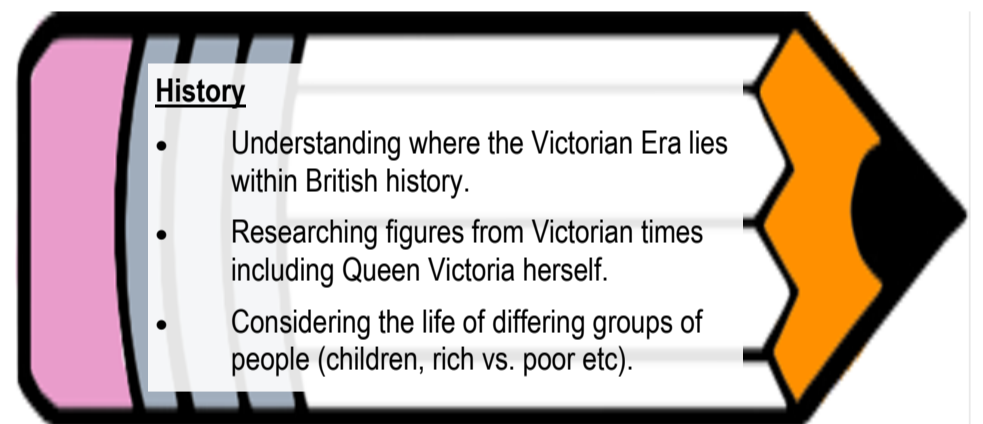 History
• Understanding where the Victorian Era lies
within British history.
• Researching figures from Victorian times
including Queen Victoria herself.
• Considering the life of differing groups of
people (children, rich vs. poor etc).